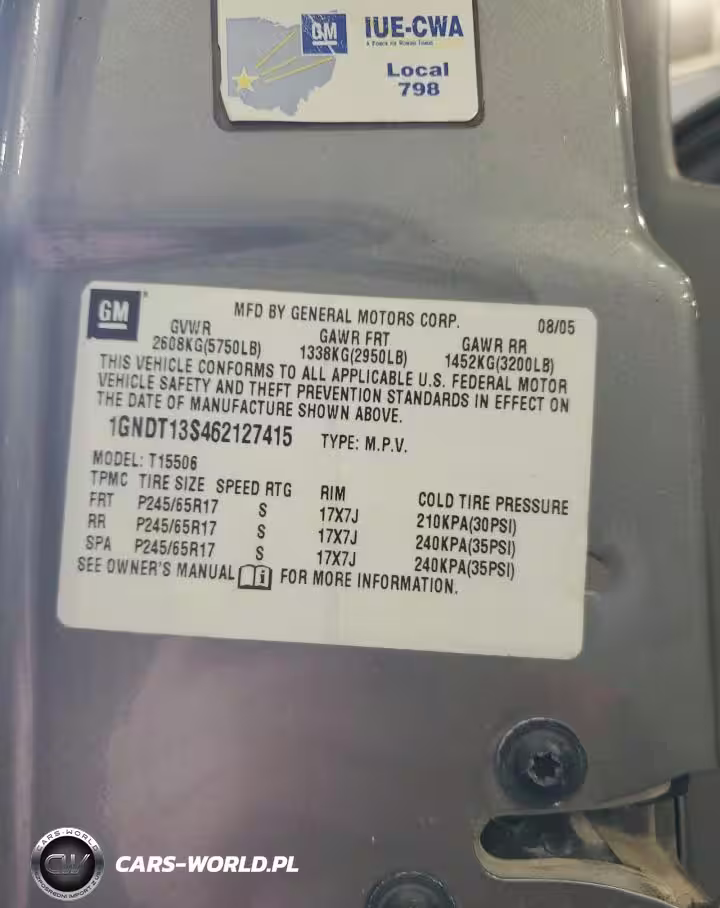 GM IUE-CWA
Local
798
GM
MFD BY GENERAL MOTORS CORP. 08/05
GVWR GAWR FRT GAWR RR
2608KG(5750LB) 1338KG(2950LB) 1452KG(3200LB)
THIS VEHICLE CONFORMS TO ALL APPLICABLE U.S. FEDERAL MOTOR
VEHICLE SAFETY AND THEFT PREVENTION STANDARDS IN EFFECT ON
THE DATE OF MANUFACTURE SHOWN ABOVE.
1GNDT13S462127415 TYPE: M.P.V.
MODEL: T15506
TPMC TIRE SIZE SPEED RTG RIM COLD TIRE PRESSURE
FRT P245/65R17 S 17X7J 210KPA(30PSI)
RR P245/65R17 S 17X7J 240KPA(35PSI)
SPA P245/65R17 S 17X7J 240KPA(35PSI)
SEE OWNER'S MANUAL i FOR MORE INFORMATION.
CARS-WORLD
CW
CARS-WORLD.PL